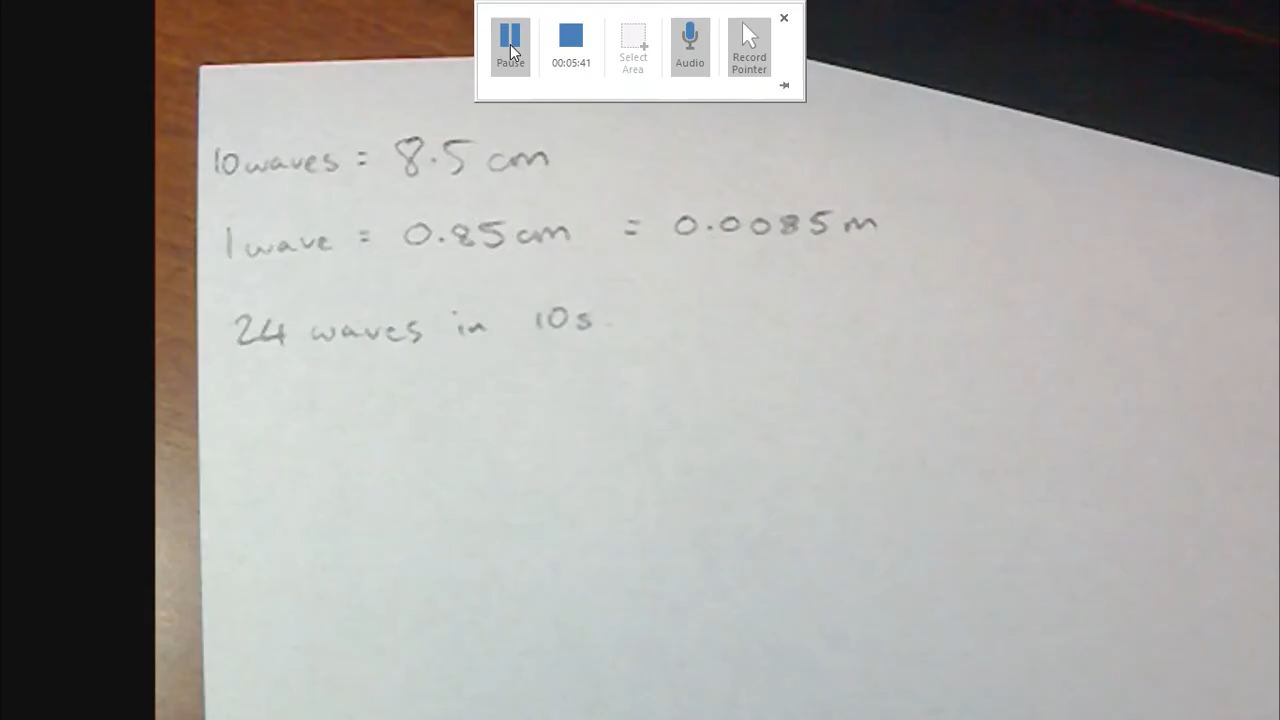 Pause
00:05:41
Select
Area
Audio
Record
Pointer
10 waves = 8.5 cm
1 wave = 0.85 cm = 0.0085 m
24 waves in 10s.